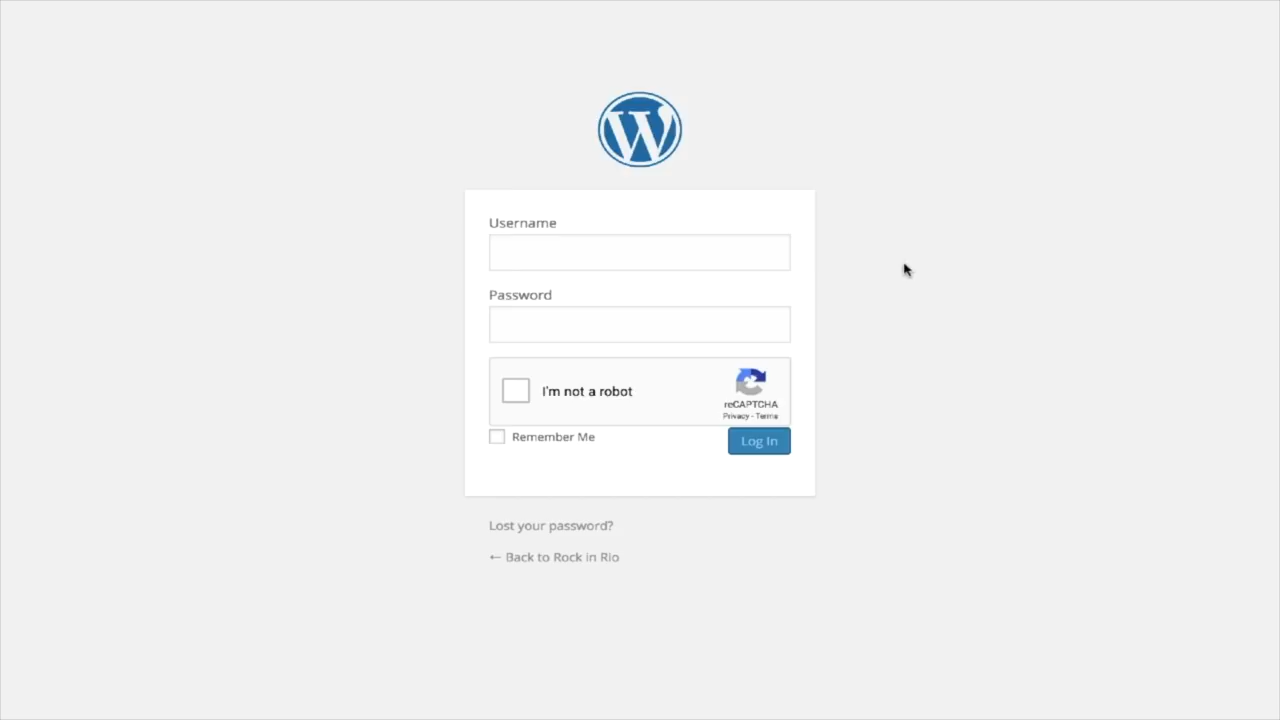 Username
Password
I'm not a robot
reCAPTCHA
Privacy - Terms
Remember Me
Log In
Lost your password?
← Back to Rock in Rio